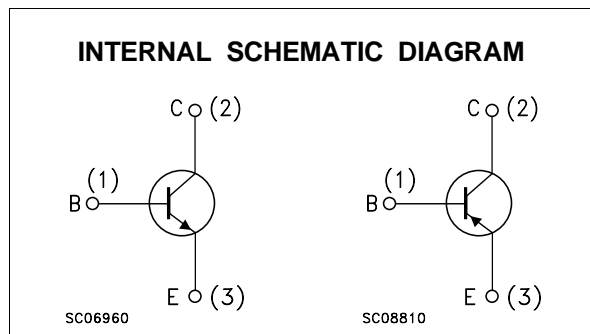 INTERNAL SCHEMATIC DIAGRAM
C (2)
C (2)
(1)
(1)
B
B
E (3)
E (3)
SC06960
SC08810